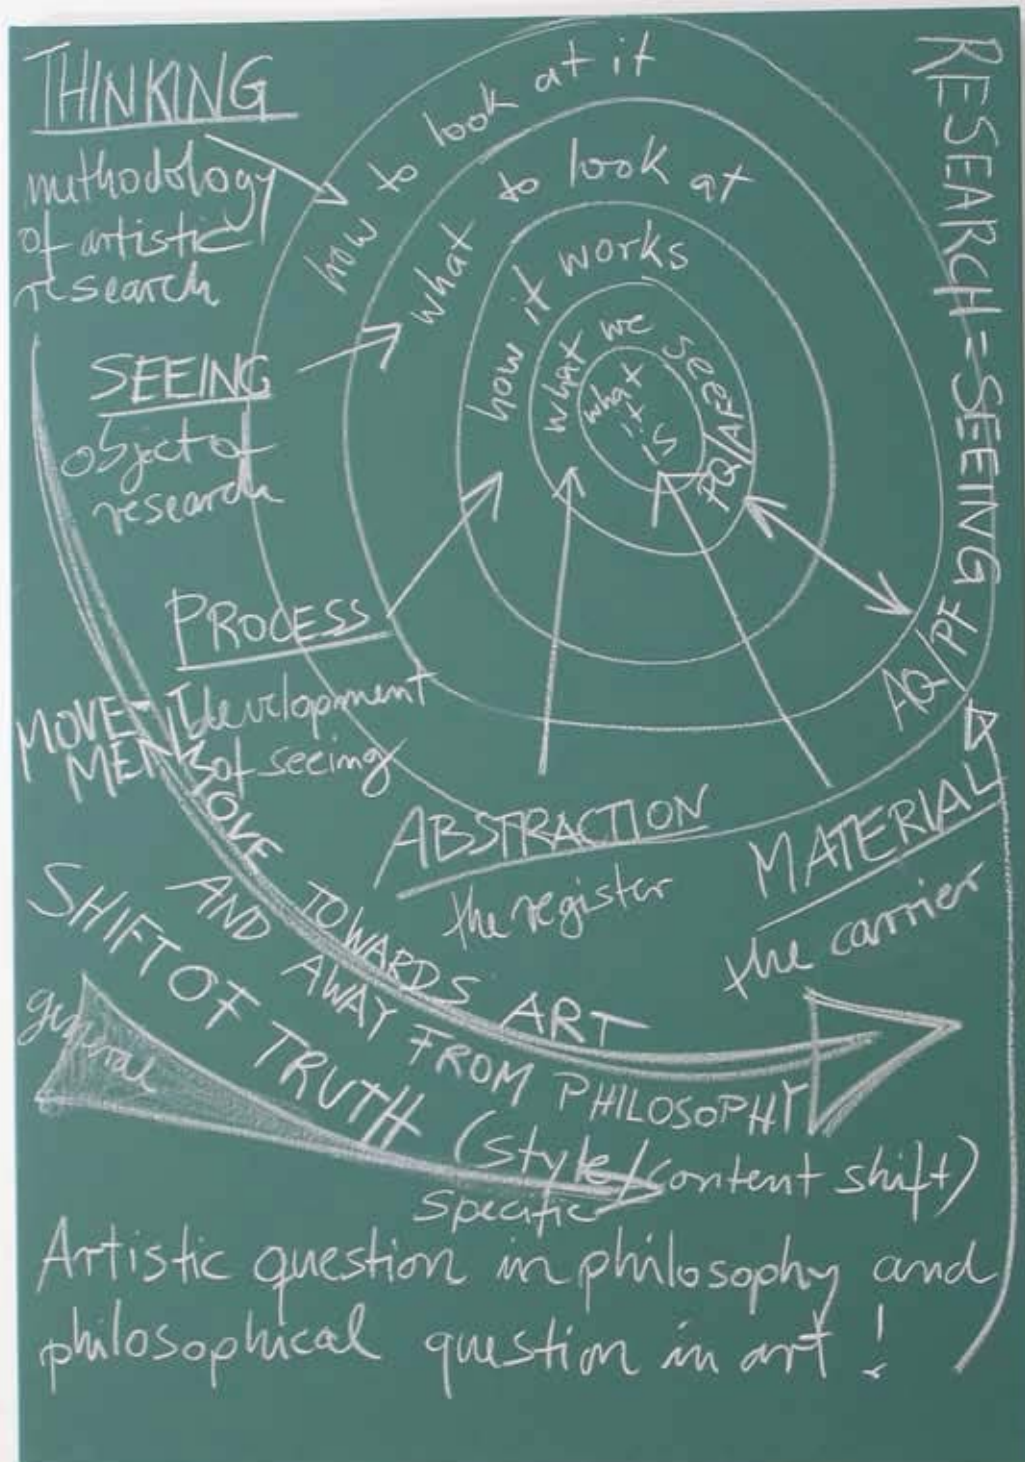 THINKING
methodology
of artistic
research
SEEING
object of
research
PROCESS
development
of seeing
MOVE-
MENT
how to look at it
what to look at
how it works
what we see
what
it
is
PQ/AF
AQ/PF
RESEARCH = SEEING
ABSTRACTION
the register
MATERIAL
the carrier
MOVE TOWARDS ART
AND AWAY FROM PHILOSOPHY
SHIFT OF TRUTH
(style/content shift)
general
specific
Artistic question in philosophy and
philosophical question in art!